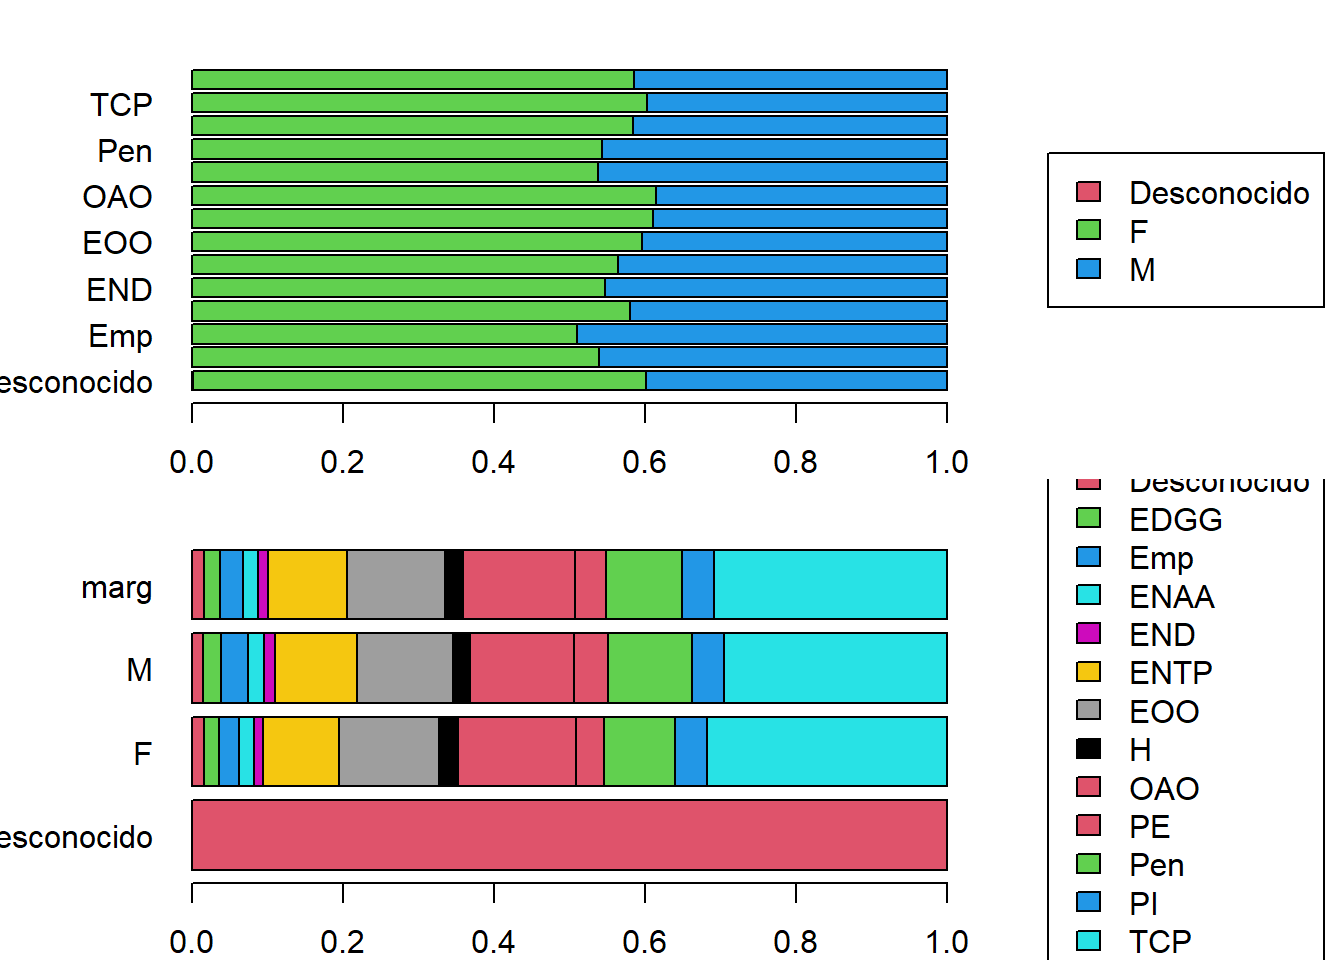 TCP
Pen
OAO
EOO
END
Emp
esconocido
0.0 0.2 0.4 0.6 0.8 1.0
Desconocido
F
M
marg
M
F
esconocido
0.0 0.2 0.4 0.6 0.8 1.0
Desconocido
EDGG
Emp
ENAA
END
ENTP
EOO
H
OAO
PE
Pen
PI
TCP